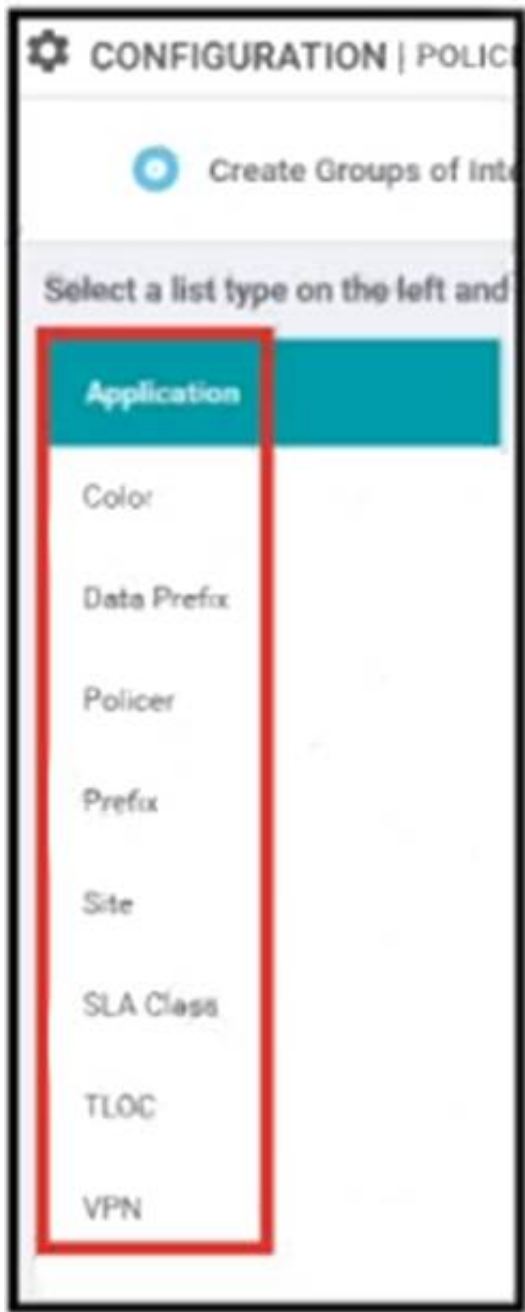 CONFIGURATION | POLIC
Create Groups of Inte
Select a list type on the left and
Application
Color
Data Prefix
Policer
Prefix
Site
SLA Class
TLOC
VPN